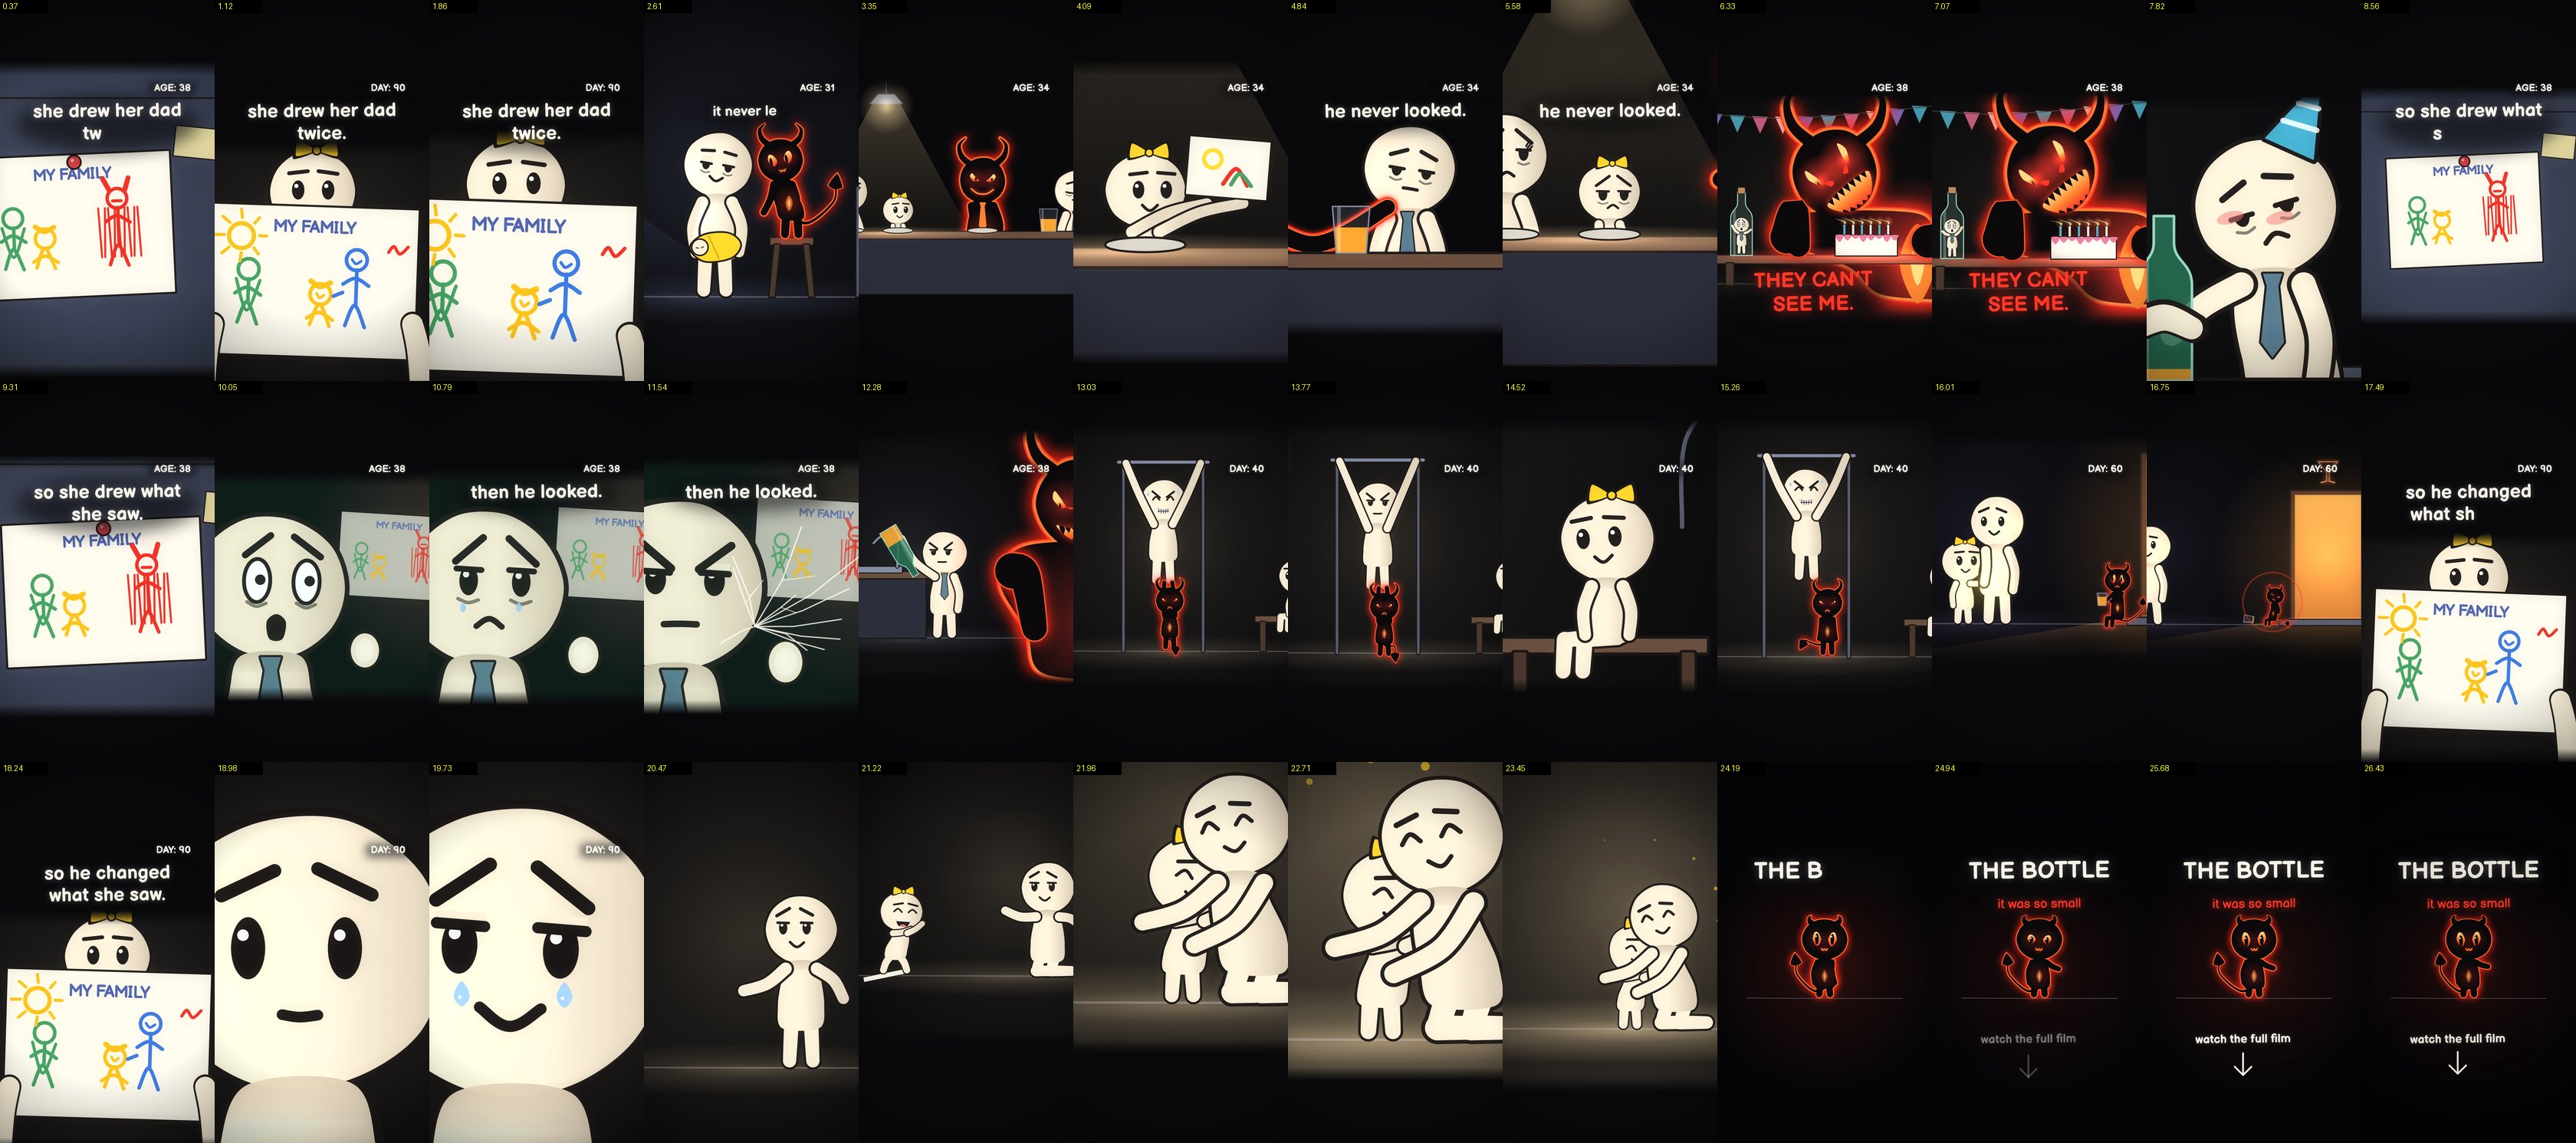 0.37
AGE: 38
she drew her dad
tw
MY FAMILY
1.12
DAY: 90
she drew her dad
twice.
MY FAMILY
1.86
DAY: 90
she drew her dad
twice.
MY FAMILY
2.61
AGE: 31
it never le
3.35
AGE: 34
4.09
AGE: 34
4.84
AGE: 34
he never looked.
5.58
AGE: 34
he never looked.
6.33
AGE: 38
THEY CAN'T
SEE ME.
7.07
AGE: 38
THEY CAN'T
SEE ME.
7.82
8.56
AGE: 38
so she drew what
s
MY FAMILY
9.31
AGE: 38
so she drew what
she saw.
MY FAMILY
10.05
AGE: 38
MY FAMILY
10.79
AGE: 38
then he looked.
MY FAMI
11.54
AGE: 38
then he looked.
MY FAMILY
12.28
AGE: 38
13.03
DAY: 40
13.77
DAY: 40
14.52
DAY: 40
15.26
DAY: 40
16.01
DAY: 60
16.75
DAY: 60
17.49
DAY: 90
so he changed
what sh
MY FAMILY
18.24
DAY: 90
so he changed
what she saw.
MY FAMILY
18.98
DAY: 90
19.73
DAY: 90
20.47
21.22
21.96
22.71
23.45
24.19
THE B
24.94
THE BOTTLE
it was so small
watch the full film
25.68
THE BOTTLE
it was so small
watch the full film
26.43
THE BOTTLE
it was so small
watch the full film